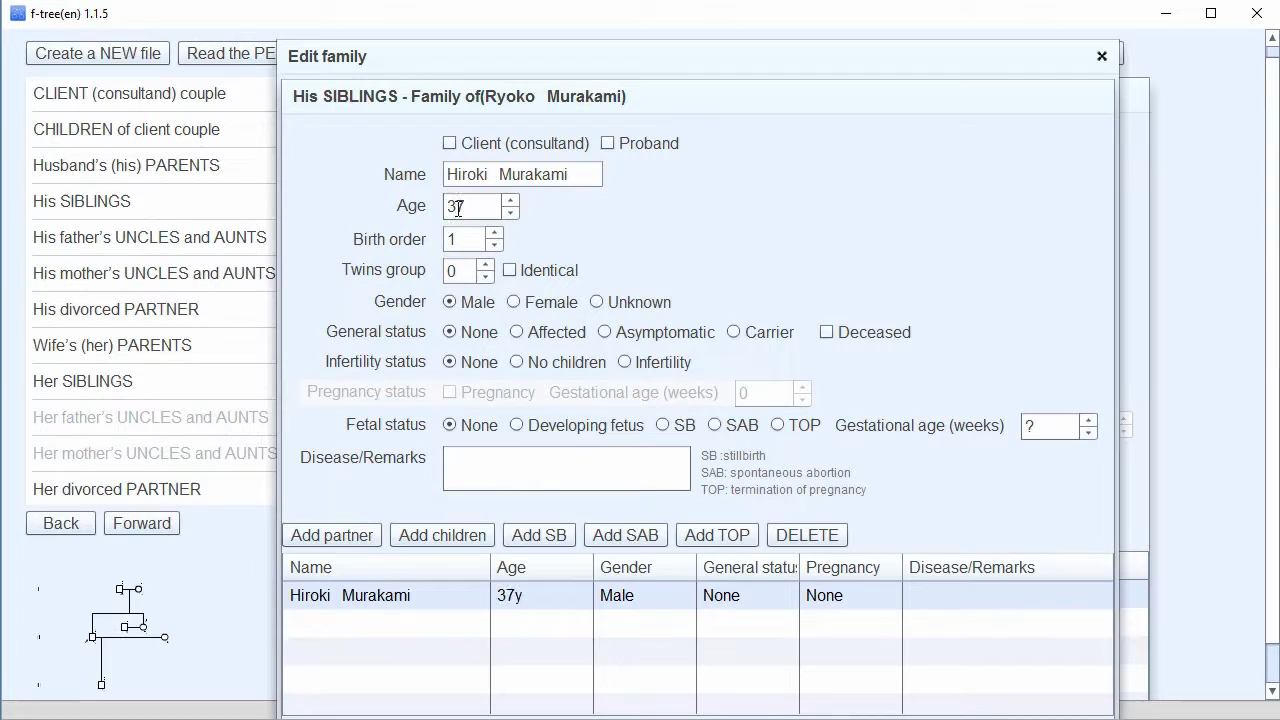 f-tree(en) 1.1.5
Create a NEW file
Read the PE
Edit family
CLIENT (consultand) couple
CHILDREN of client couple
Husband's (his) PARENTS
His SIBLINGS
His father's UNCLES and AUNTS
His mother's UNCLES and AUNTS
His divorced PARTNER
Wife's (her) PARENTS
Her SIBLINGS
Her father's UNCLES and AUNTS
Her mother's UNCLES and AUNTS
Her divorced PARTNER
Back Forward
His SIBLINGS - Family of(Ryoko Murakami)
Client (consultand) Proband
Name Hiroki Murakami
Age 37
Birth order 1
Twins group 0 Identical
Gender Male Female Unknown
General status None Affected Asymptomatic Carrier Deceased
Infertility status None No children Infertility
Pregnancy status Pregnancy Gestational age (weeks) 0
Fetal status None Developing fetus SB SAB TOP Gestational age (weeks) ?
Disease/Remarks
SB :stillbirth
SAB: spontaneous abortion
TOP: termination of pregnancy
Add partner Add children Add SB Add SAB Add TOP DELETE
Name Age Gender General status Pregnancy Disease/Remarks
Hiroki Murakami 37y Male None None